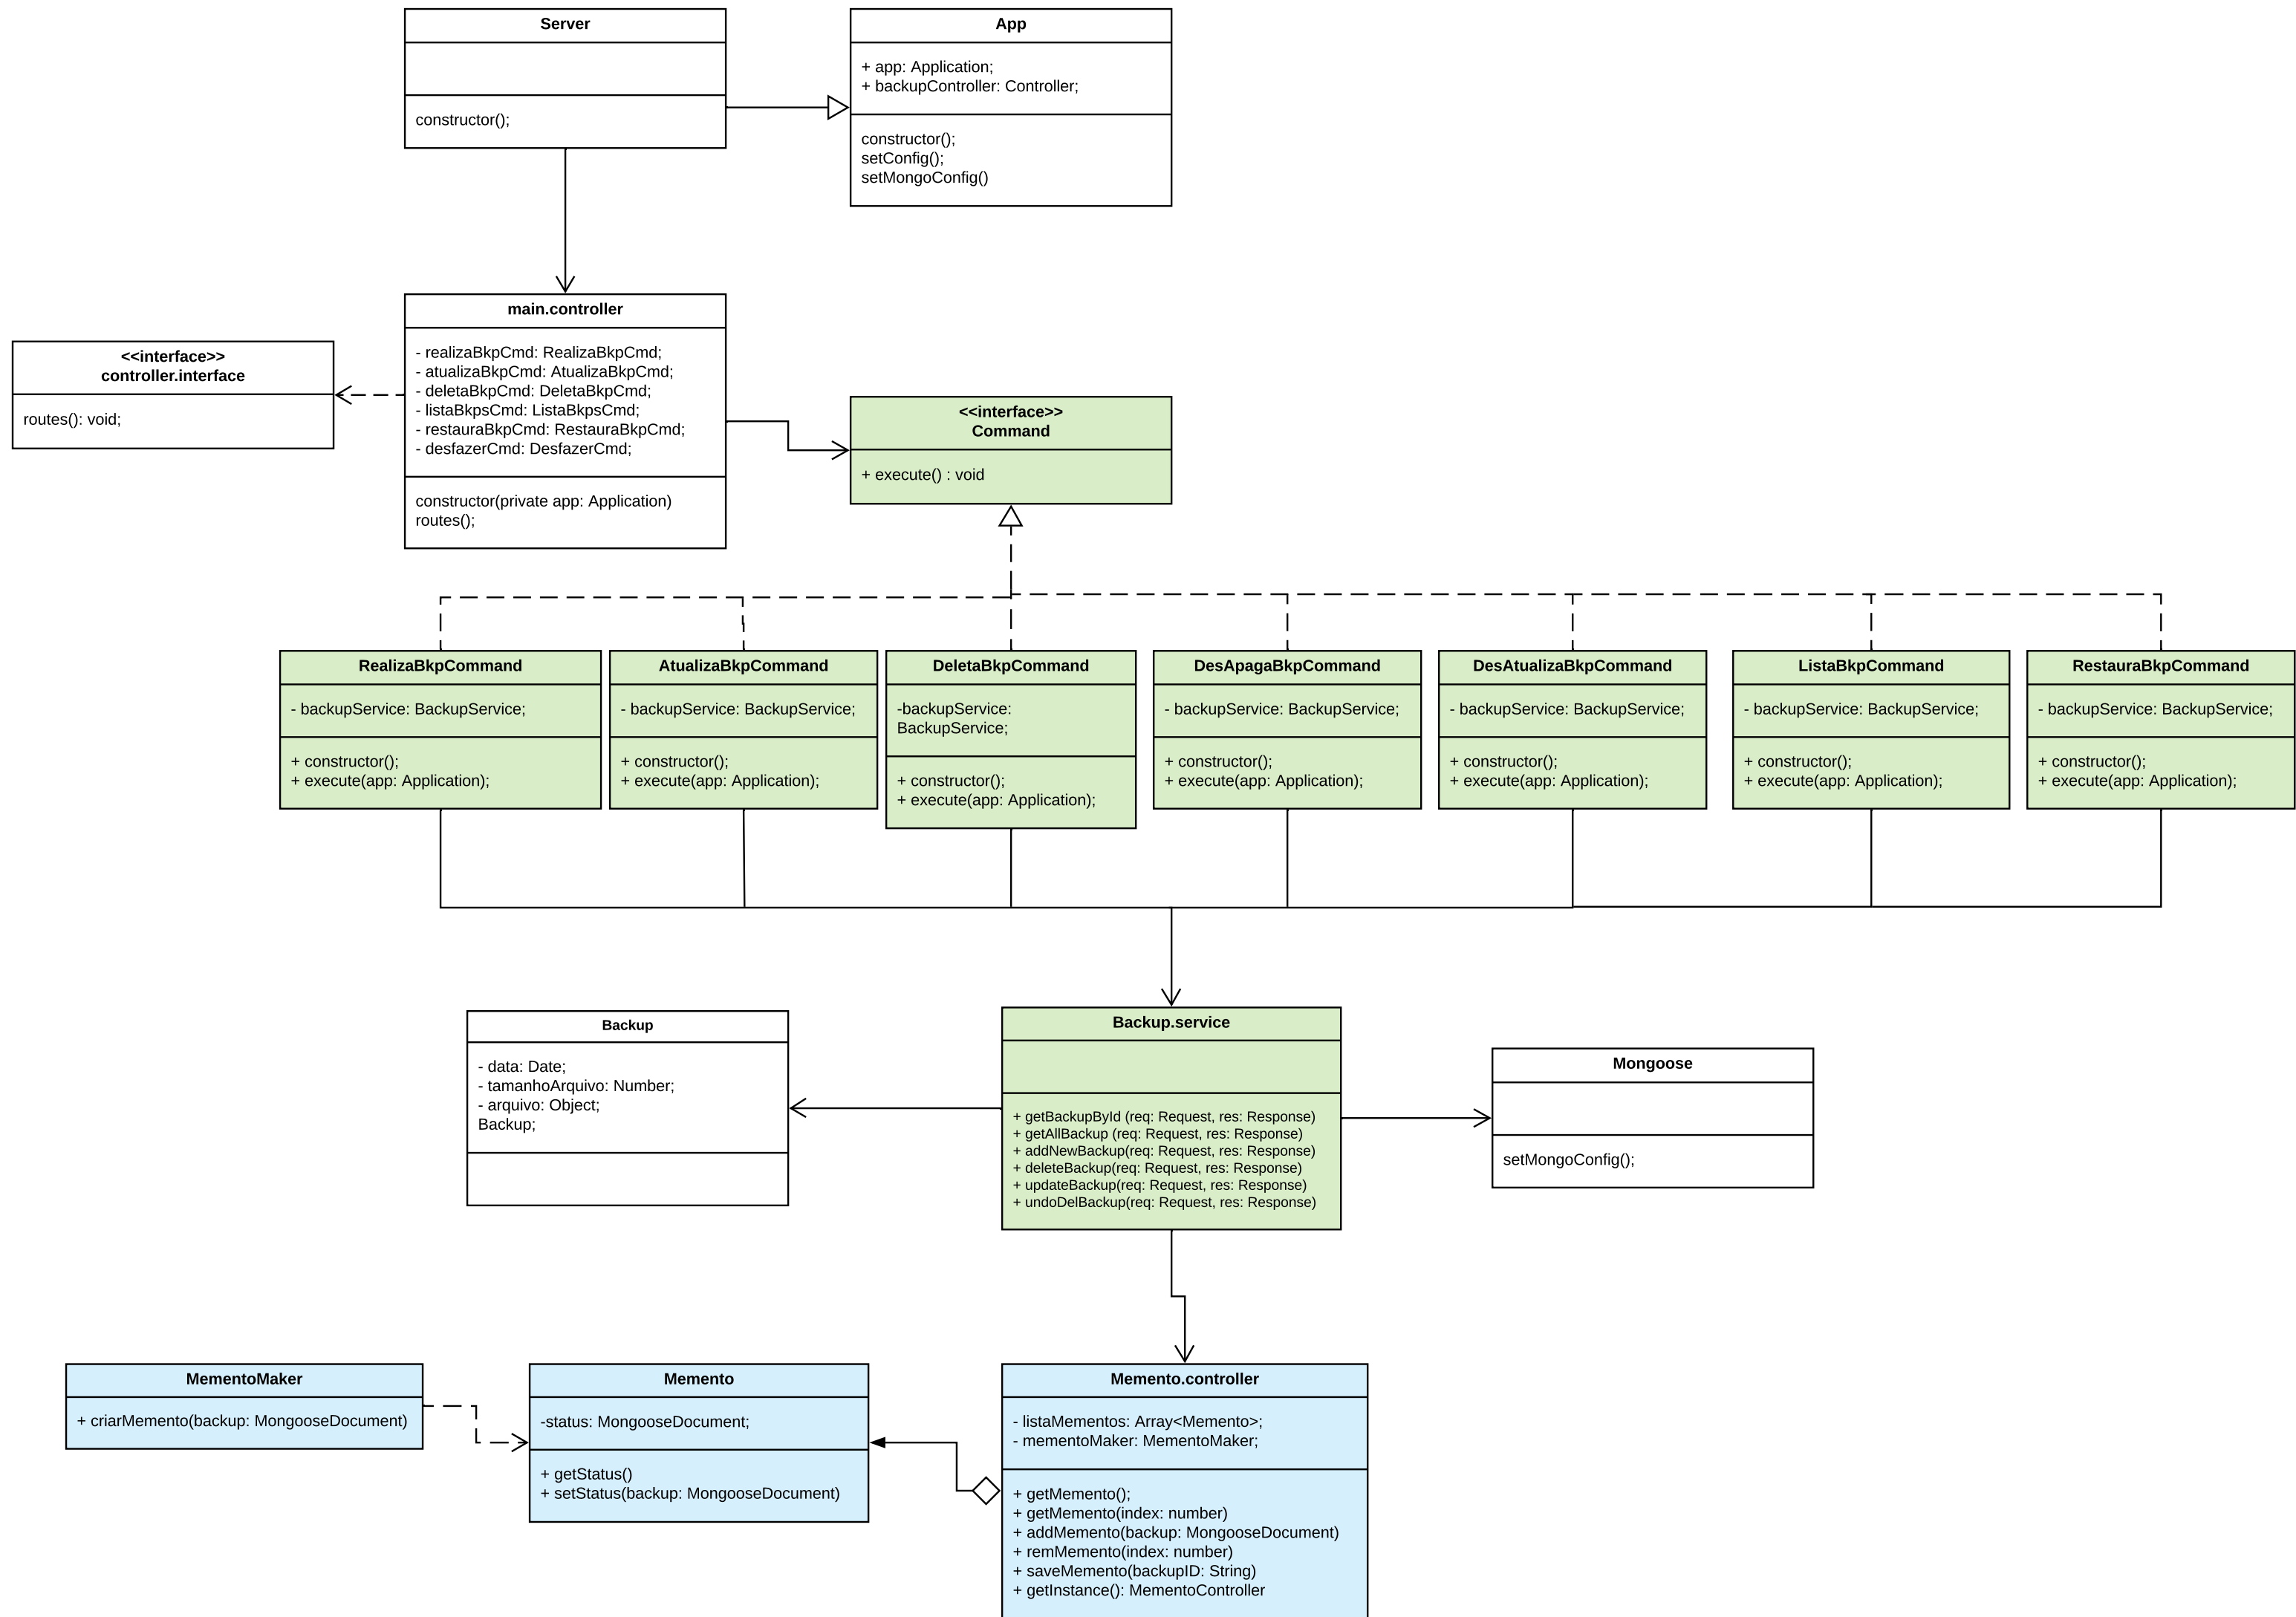 Server
constructor();
App
+ app: Application;
+ backupController: Controller;
constructor();
setConfig();
setMongoConfig()
<<interface>>
controller.interface
routes(): void;
main.controller
- realizaBkpCmd: RealizaBkpCmd;
- atualizaBkpCmd: AtualizaBkpCmd;
- deletaBkpCmd: DeletaBkpCmd;
- listaBkpsCmd: ListaBkpsCmd;
- restauraBkpCmd: RestauraBkpCmd;
- desfazerCmd: DesfazerCmd;
constructor(private app: Application)
routes();
<<interface>>
Command
+ execute() : void
RealizaBkpCommand
- backupService: BackupService;
+ constructor();
+ execute(app: Application);
AtualizaBkpCommand
- backupService: BackupService;
+ constructor();
+ execute(app: Application);
DeletaBkpCommand
-backupService:
BackupService;
+ constructor();
+ execute(app: Application);
DesApagaBkpCommand
- backupService: BackupService;
+ constructor();
+ execute(app: Application);
DesAtualizaBkpCommand
- backupService: BackupService;
+ constructor();
+ execute(app: Application);
ListaBkpCommand
- backupService: BackupService;
+ constructor();
+ execute(app: Application);
RestauraBkpCommand
- backupService: BackupService;
+ constructor();
+ execute(app: Application);
Backup
- data: Date;
- tamanhoArquivo: Number;
- arquivo: Object;
Backup;
Backup.service
+ getBackupById (req: Request, res: Response)
+ getAllBackup (req: Request, res: Response)
+ addNewBackup(req: Request, res: Response)
+ deleteBackup(req: Request, res: Response)
+ updateBackup(req: Request, res: Response)
+ undoDelBackup(req: Request, res: Response)
Mongoose
setMongoConfig();
MementoMaker
+ criarMemento(backup: MongooseDocument)
Memento
-status: MongooseDocument;
+ getStatus()
+ setStatus(backup: MongooseDocument)
Memento.controller
- listaMementos: Array<Memento>;
- mementoMaker: MementoMaker;
+ getMemento();
+ getMemento(index: number)
+ addMemento(backup: MongooseDocument)
+ remMemento(index: number)
+ saveMemento(backupID: String)
+ getInstance(): MementoController